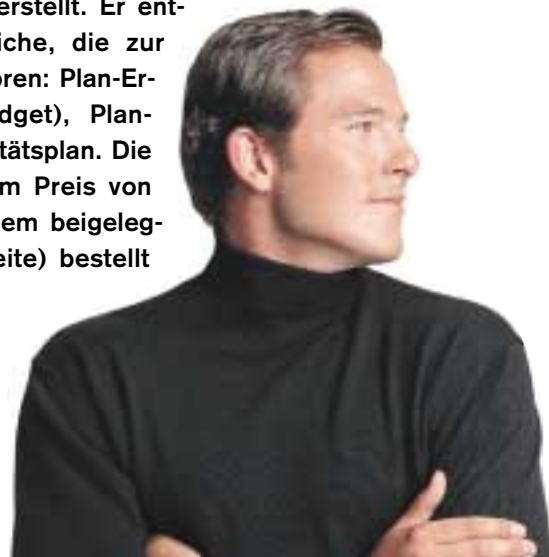 erstellt. Er ent-
iche, die zur
oren: Plan-Er-
dget), Plan-
tätsplan. Die
m Preis von
em beigeleg-
eite) bestellt